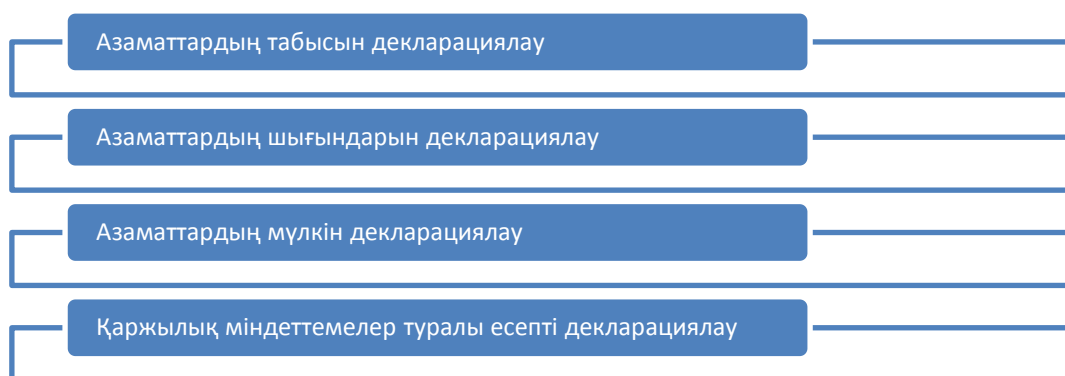 Азаматтардың табысын декларациялау
Азаматтардың шығындарын декларациялау
Азаматтардың мүлкін декларациялау
Қаржылық міндеттемелер туралы есепті декларациялау